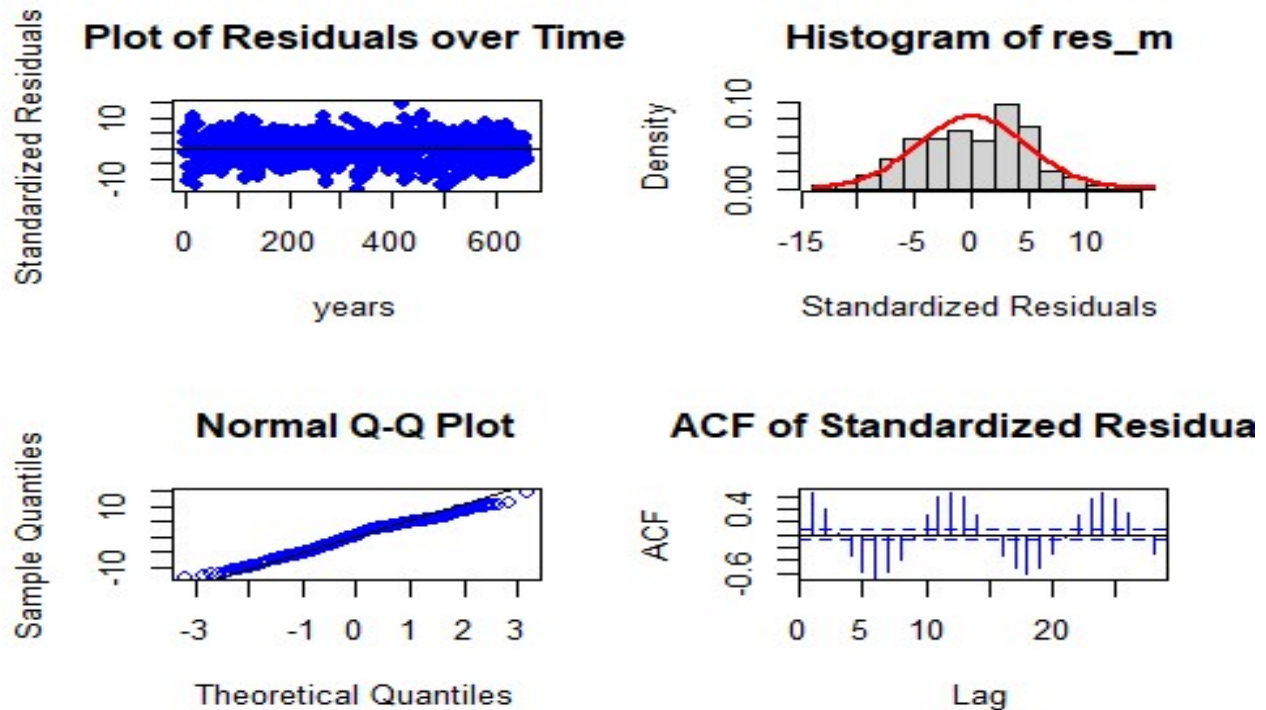 Plot of Residuals over Time
Standardized Residuals
10
-10
0 200 400 600
years
Histogram of res_m
Density
0.10
0.00
-15 -5 0 5 10
Standardized Residuals
Normal Q-Q Plot
Sample Quantiles
10
-10
-3 -1 0 1 2 3
Theoretical Quantiles
ACF of Standardized Residua
ACF
0.4
-0.6
0 5 10 20
Lag